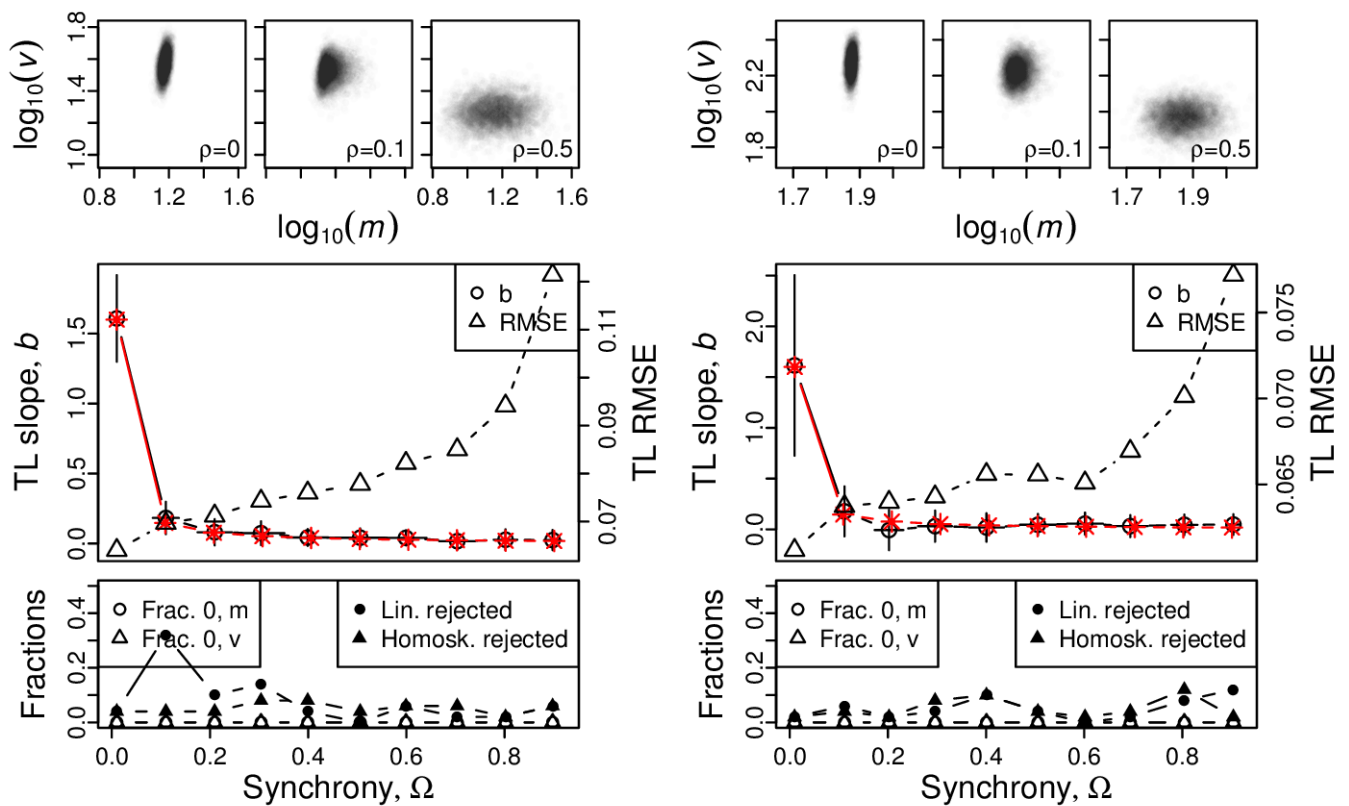 log₁₀(v)
1.0 1.4 1.8
ρ=0 ρ=0.1 ρ=0.5
0.8 1.2 1.6 0.8 1.2 1.6
log₁₀(m)
log₁₀(v)
1.8 2.2
ρ=0 ρ=0.1 ρ=0.5
1.7 1.9 1.7 1.9
log₁₀(m)
TL slope, b
0.0 0.5 1.0 1.5
b
RMSE
0.07 0.09 0.11
TL RMSE
TL slope, b
0.0 1.0 2.0
b
RMSE
0.065 0.070 0.075
TL RMSE
Fractions
0.0 0.2 0.4
Frac. 0, m
Frac. 0, v
Lin. rejected
Homosk. rejected
0.0 0.2 0.4 0.6 0.8
Synchrony, Ω
Fractions
0.0 0.2 0.4
Frac. 0, m
Frac. 0, v
Lin. rejected
Homosk. rejected
0.0 0.2 0.4 0.6 0.8
Synchrony, Ω